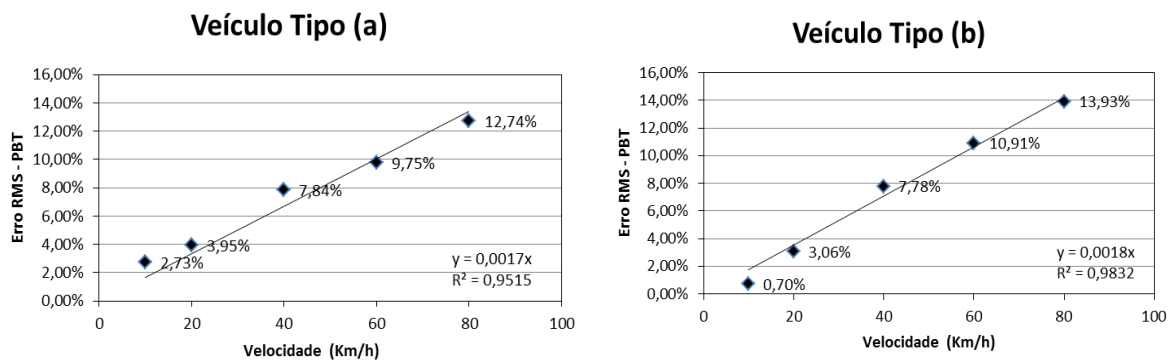 Veículo Tipo (a)
16,00%
14,00%
12,00%
10,00%
8,00%
6,00%
4,00%
2,00%
0,00%
Erro RMS - PBT
2,73%
3,95%
7,84%
9,75%
12,74%
y = 0,0017x
R² = 0,9515
0 20 40 60 80 100
Velocidade (Km/h)
Veículo Tipo (b)
16,00%
14,00%
12,00%
10,00%
8,00%
6,00%
4,00%
2,00%
0,00%
Erro RMS - PBT
0,70%
3,06%
7,78%
10,91%
13,93%
y = 0,0018x
R² = 0,9832
0 20 40 60 80 100
Velocidade (Km/h)